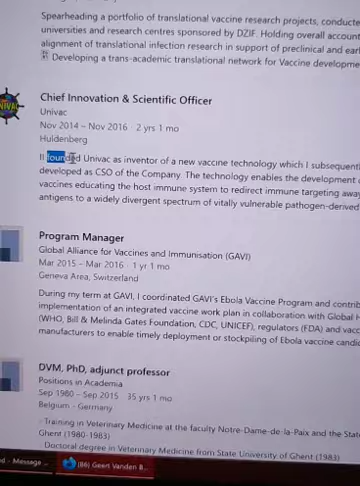 Spearheading a portfolio of translational vaccine research projects, conducte
universities and research centres sponsored by DZIF. Holding overall account
alignment of translational infection research in support of preclinical and earl
Developing a trans-academic translational network for Vaccine developme
Chief Innovation & Scientific Officer
UNIVAC
Univac
Nov 2014 – Nov 2016 · 2 yrs 1 mo
Huldenberg
II founded Univac as inventor of a new vaccine technology which I subsequentl
developed as CSO of the Company. The technology enables the development o
vaccines educating the host immune system to redirect immune targeting away
antigens to a widely divergent spectrum of vitally vulnerable pathogen-derived
Program Manager
Global Alliance for Vaccines and Immunisation (GAVI)
Mar 2015 – Mar 2016 · 1 yr 1 mo
Geneva Area, Switzerland
During my term at GAVI, I coordinated GAVI's Ebola Vaccine Program and contrib
implementation of an integrated vaccine work plan in collaboration with Global H
(WHO, Bill & Melinda Gates Foundation, CDC, UNICEF), regulators (FDA) and vacc
manufacturers to enable timely deployment or stockpiling of Ebola vaccine candid
DVM, PhD, adjunct professor
Positions in Academia
Sep 1980 – Sep 2015 · 35 yrs 1 mo
Belgium - Germany
- Training in Veterinary Medicine at the faculty Notre-Dame-de-la-Paix and the State
Ghent (1980-1983)
- Doctoral degree in Veterinary Medicine from State University of Ghent (1983)
d - Message ...
(86) Geert Vanden B...